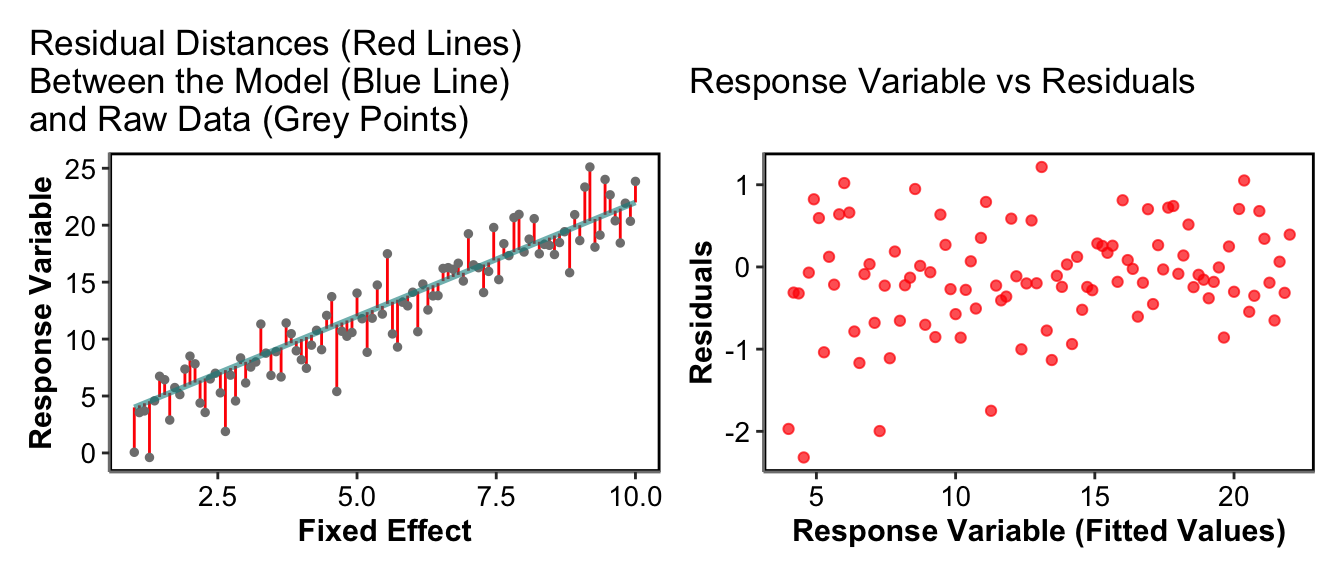 Residual Distances (Red Lines)
Between the Model (Blue Line)
and Raw Data (Grey Points)
Response Variable
25
20
15
10
5
0
2.5
5.0
7.5
10.0
Fixed Effect
Response Variable vs Residuals
Residuals
1
0
-1
-2
5
10
15
20
Response Variable (Fitted Values)